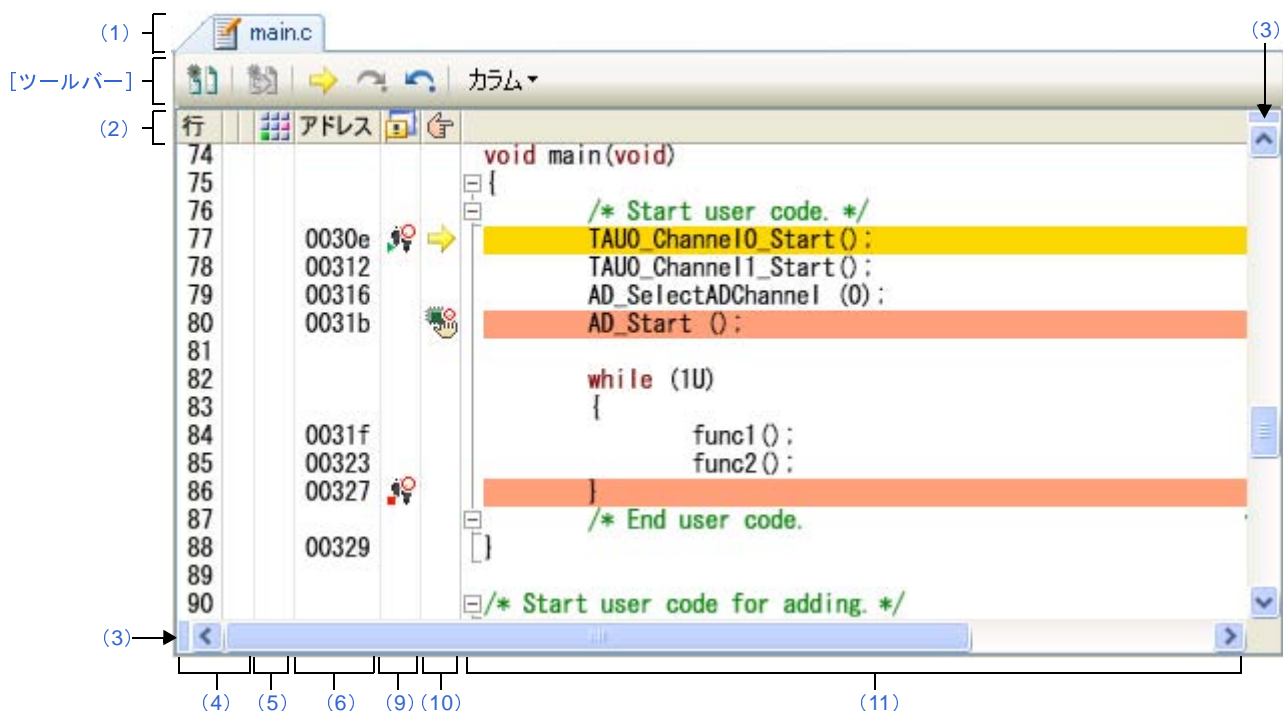 (1) main.c (3)
[ツールバー] カラム
(2) 行 アドレス
74 void main(void)
75 {
76 /* Start user code. */
77 0030e TAU0_Channel0_Start();
78 00312 TAU0_Channel1_Start();
79 00316 AD_SelectADChannel (0);
80 0031b AD_Start ();
81
82 while (1U)
83 {
84 0031f func1();
85 00323 func2();
86 00327 }
87 /* End user code.
88 00329 }
89
90 /* Start user code for adding. */
(3)
(4) (5) (6) (9) (10) (11)